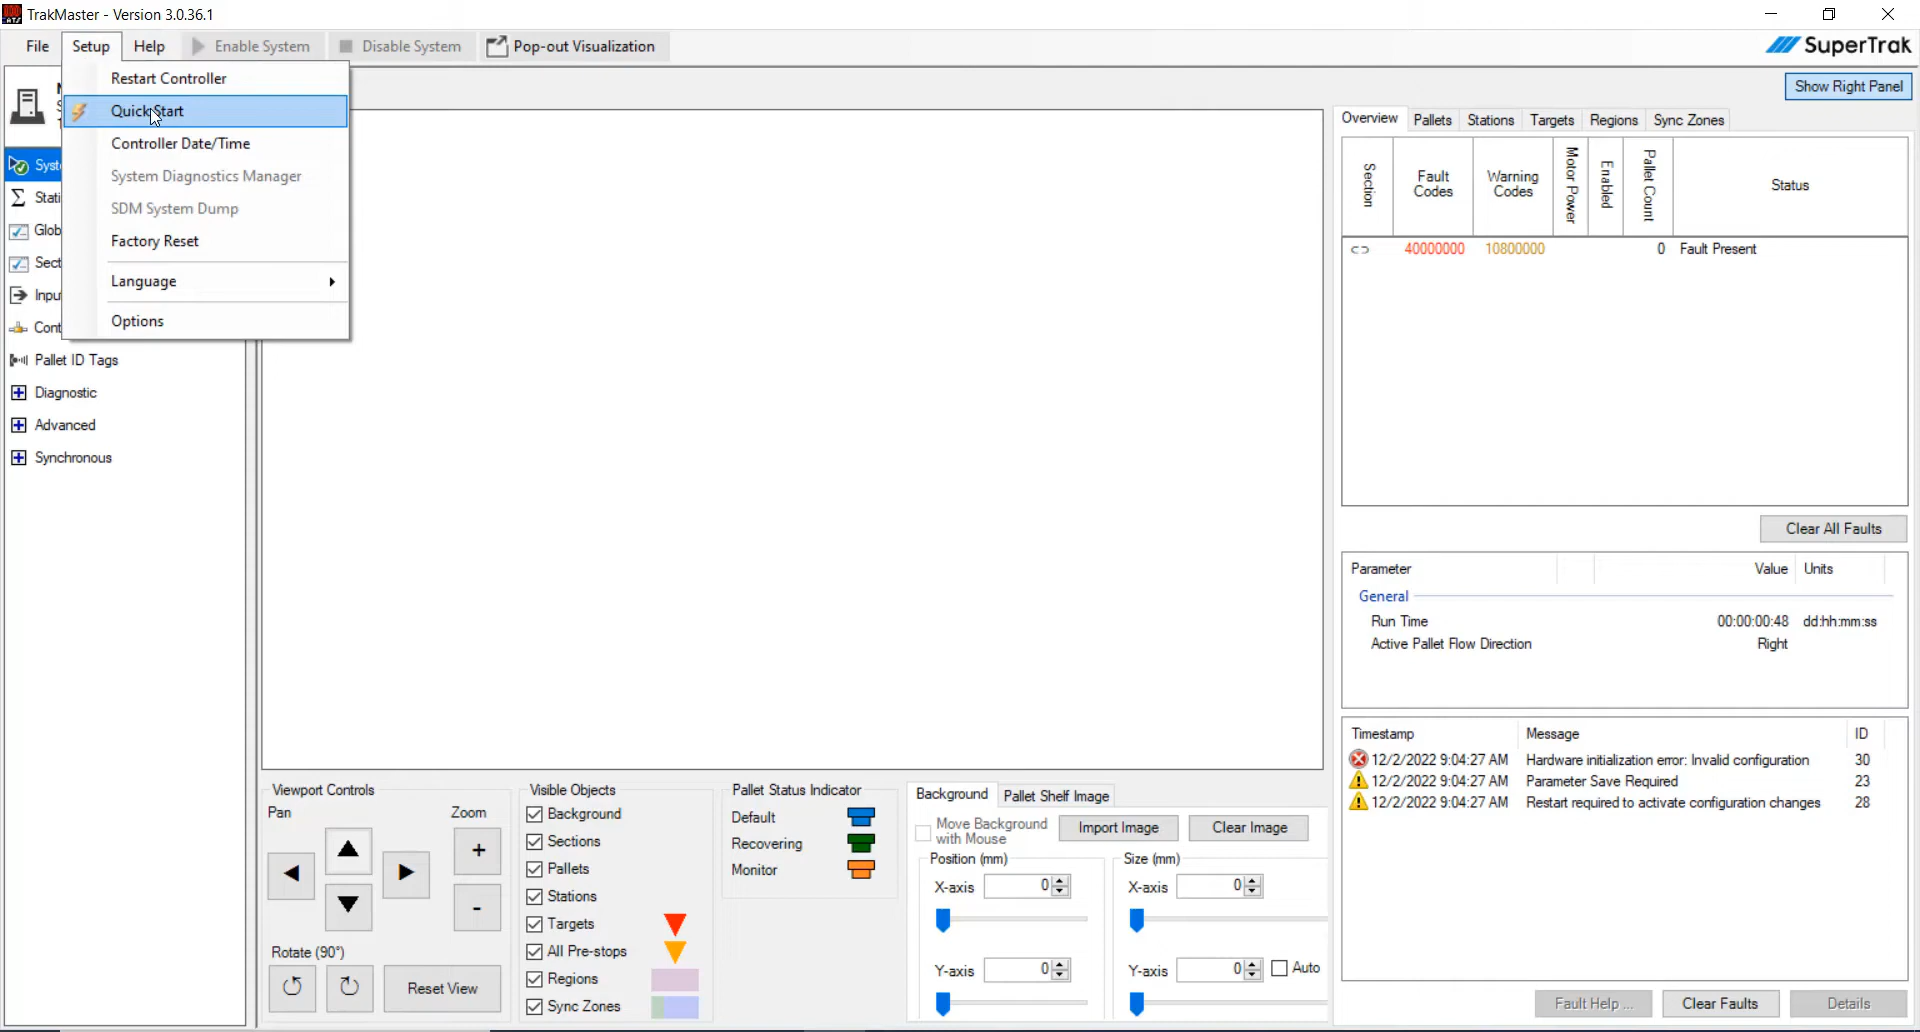 TrakMaster - Version 3.0.36.1
File Setup Help Enable System Disable System Pop-out Visualization
SuperTrak
Restart Controller
Quick Start
Controller Date/Time
System Diagnostics Manager
SDM System Dump
Factory Reset
Language
Options
Show Right Panel
Syst
Stati
Glob
Sect
Inpu
Cont
Pallet ID Tags
Diagnostic
Advanced
Synchronous
Overview Pallets Stations Targets Regions Sync Zones
Section Fault Codes Warning Codes Motor Power Enabled Pallet Count Status
40000000 10800000 0 Fault Present
Clear All Faults
Parameter Value Units
General
Run Time 00:00:00:48 dd:hh:mm:ss
Active Pallet Flow Direction Right
Timestamp Message ID
12/2/2022 9:04:27 AM Hardware initialization error: Invalid configuration 30
12/2/2022 9:04:27 AM Parameter Save Required 23
12/2/2022 9:04:27 AM Restart required to activate configuration changes 28
Fault Help ... Clear Faults Details
Viewport Controls
Pan Zoom
+
-
Rotate (90°)
Reset View
Visible Objects
Background
Sections
Pallets
Stations
Targets
All Pre-stops
Regions
Sync Zones
Pallet Status Indicator
Default
Recovering
Monitor
Background Pallet Shelf Image
Move Background with Mouse Import Image Clear Image
Position (mm) Size (mm)
X-axis 0 X-axis 0
Y-axis 0 Y-axis 0 Auto